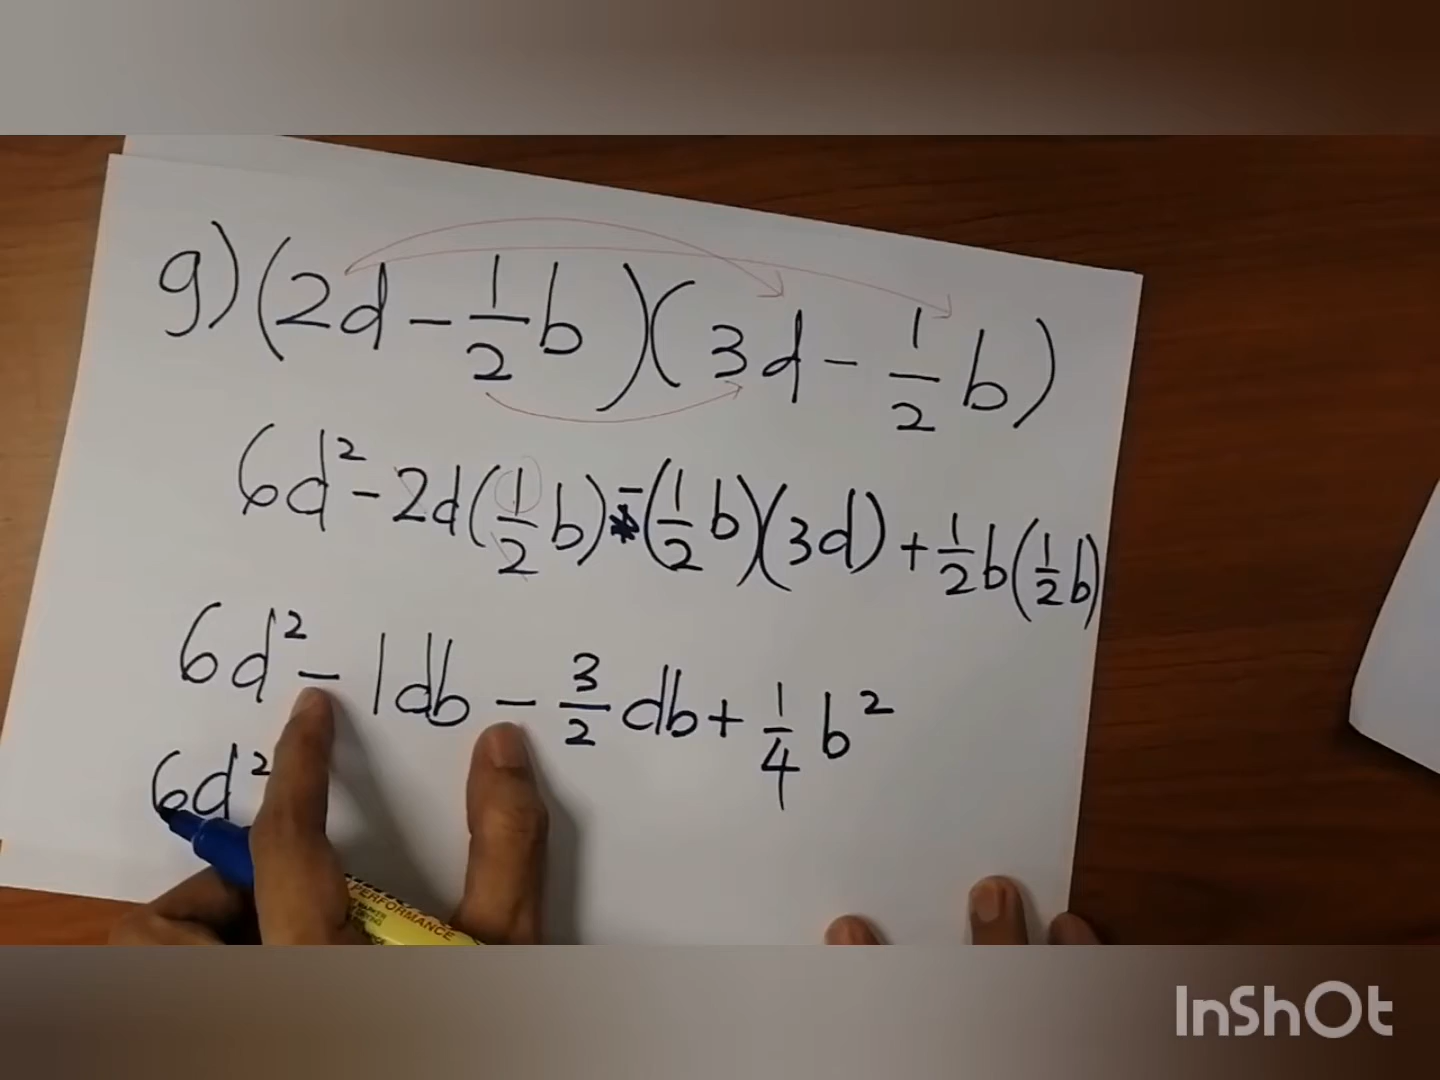 g) (2d - 1/2 b)(3d - 1/2 b)
6d² - 2d(1/2 b) - (1/2 b)(3d) + 1/2 b(1/2 b)
6d² - 1db - 3/2 db + 1/4 b²
6d²
PERFORMANCE
InShOt